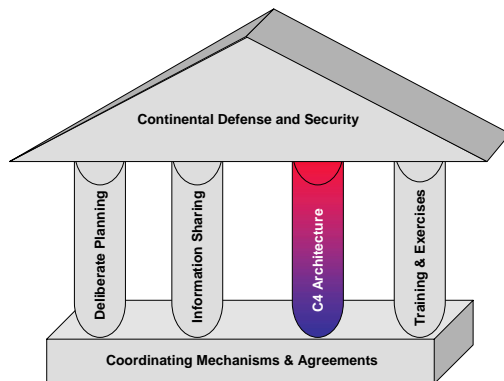 Continental Defense and Security
Deliberate Planning
Information Sharing
C4 Architecture
Training & Exercises
Coordinating Mechanisms & Agreements